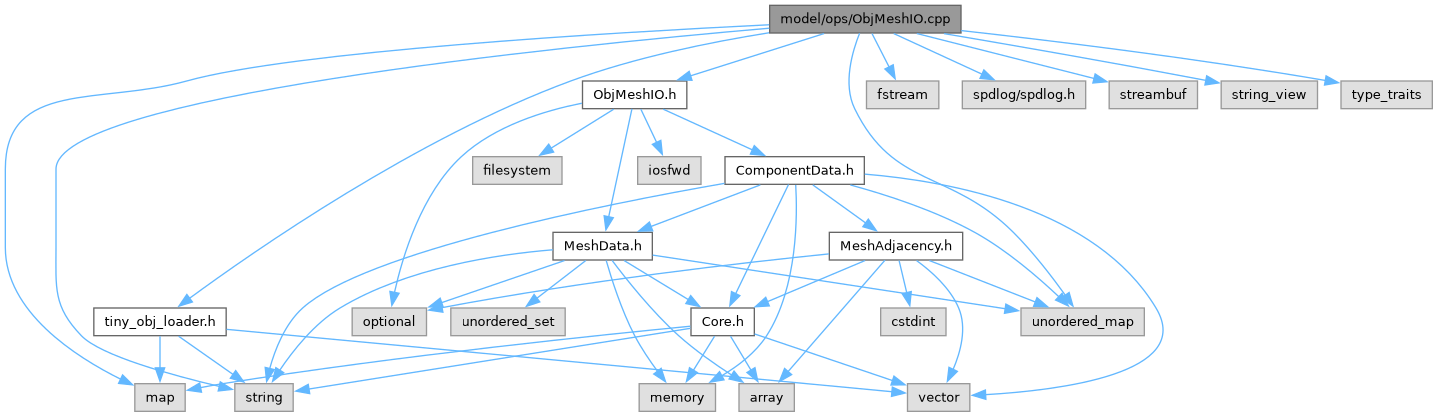 model/ops/ObjMeshIO.cpp
ObjMeshIO.h
fstream
spdlog/spdlog.h
streambuf
string_view
type_traits
filesystem
iosfwd
ComponentData.h
MeshData.h
MeshAdjacency.h
tiny_obj_loader.h
optional
unordered_set
Core.h
cstdint
unordered_map
map
string
memory
array
vector